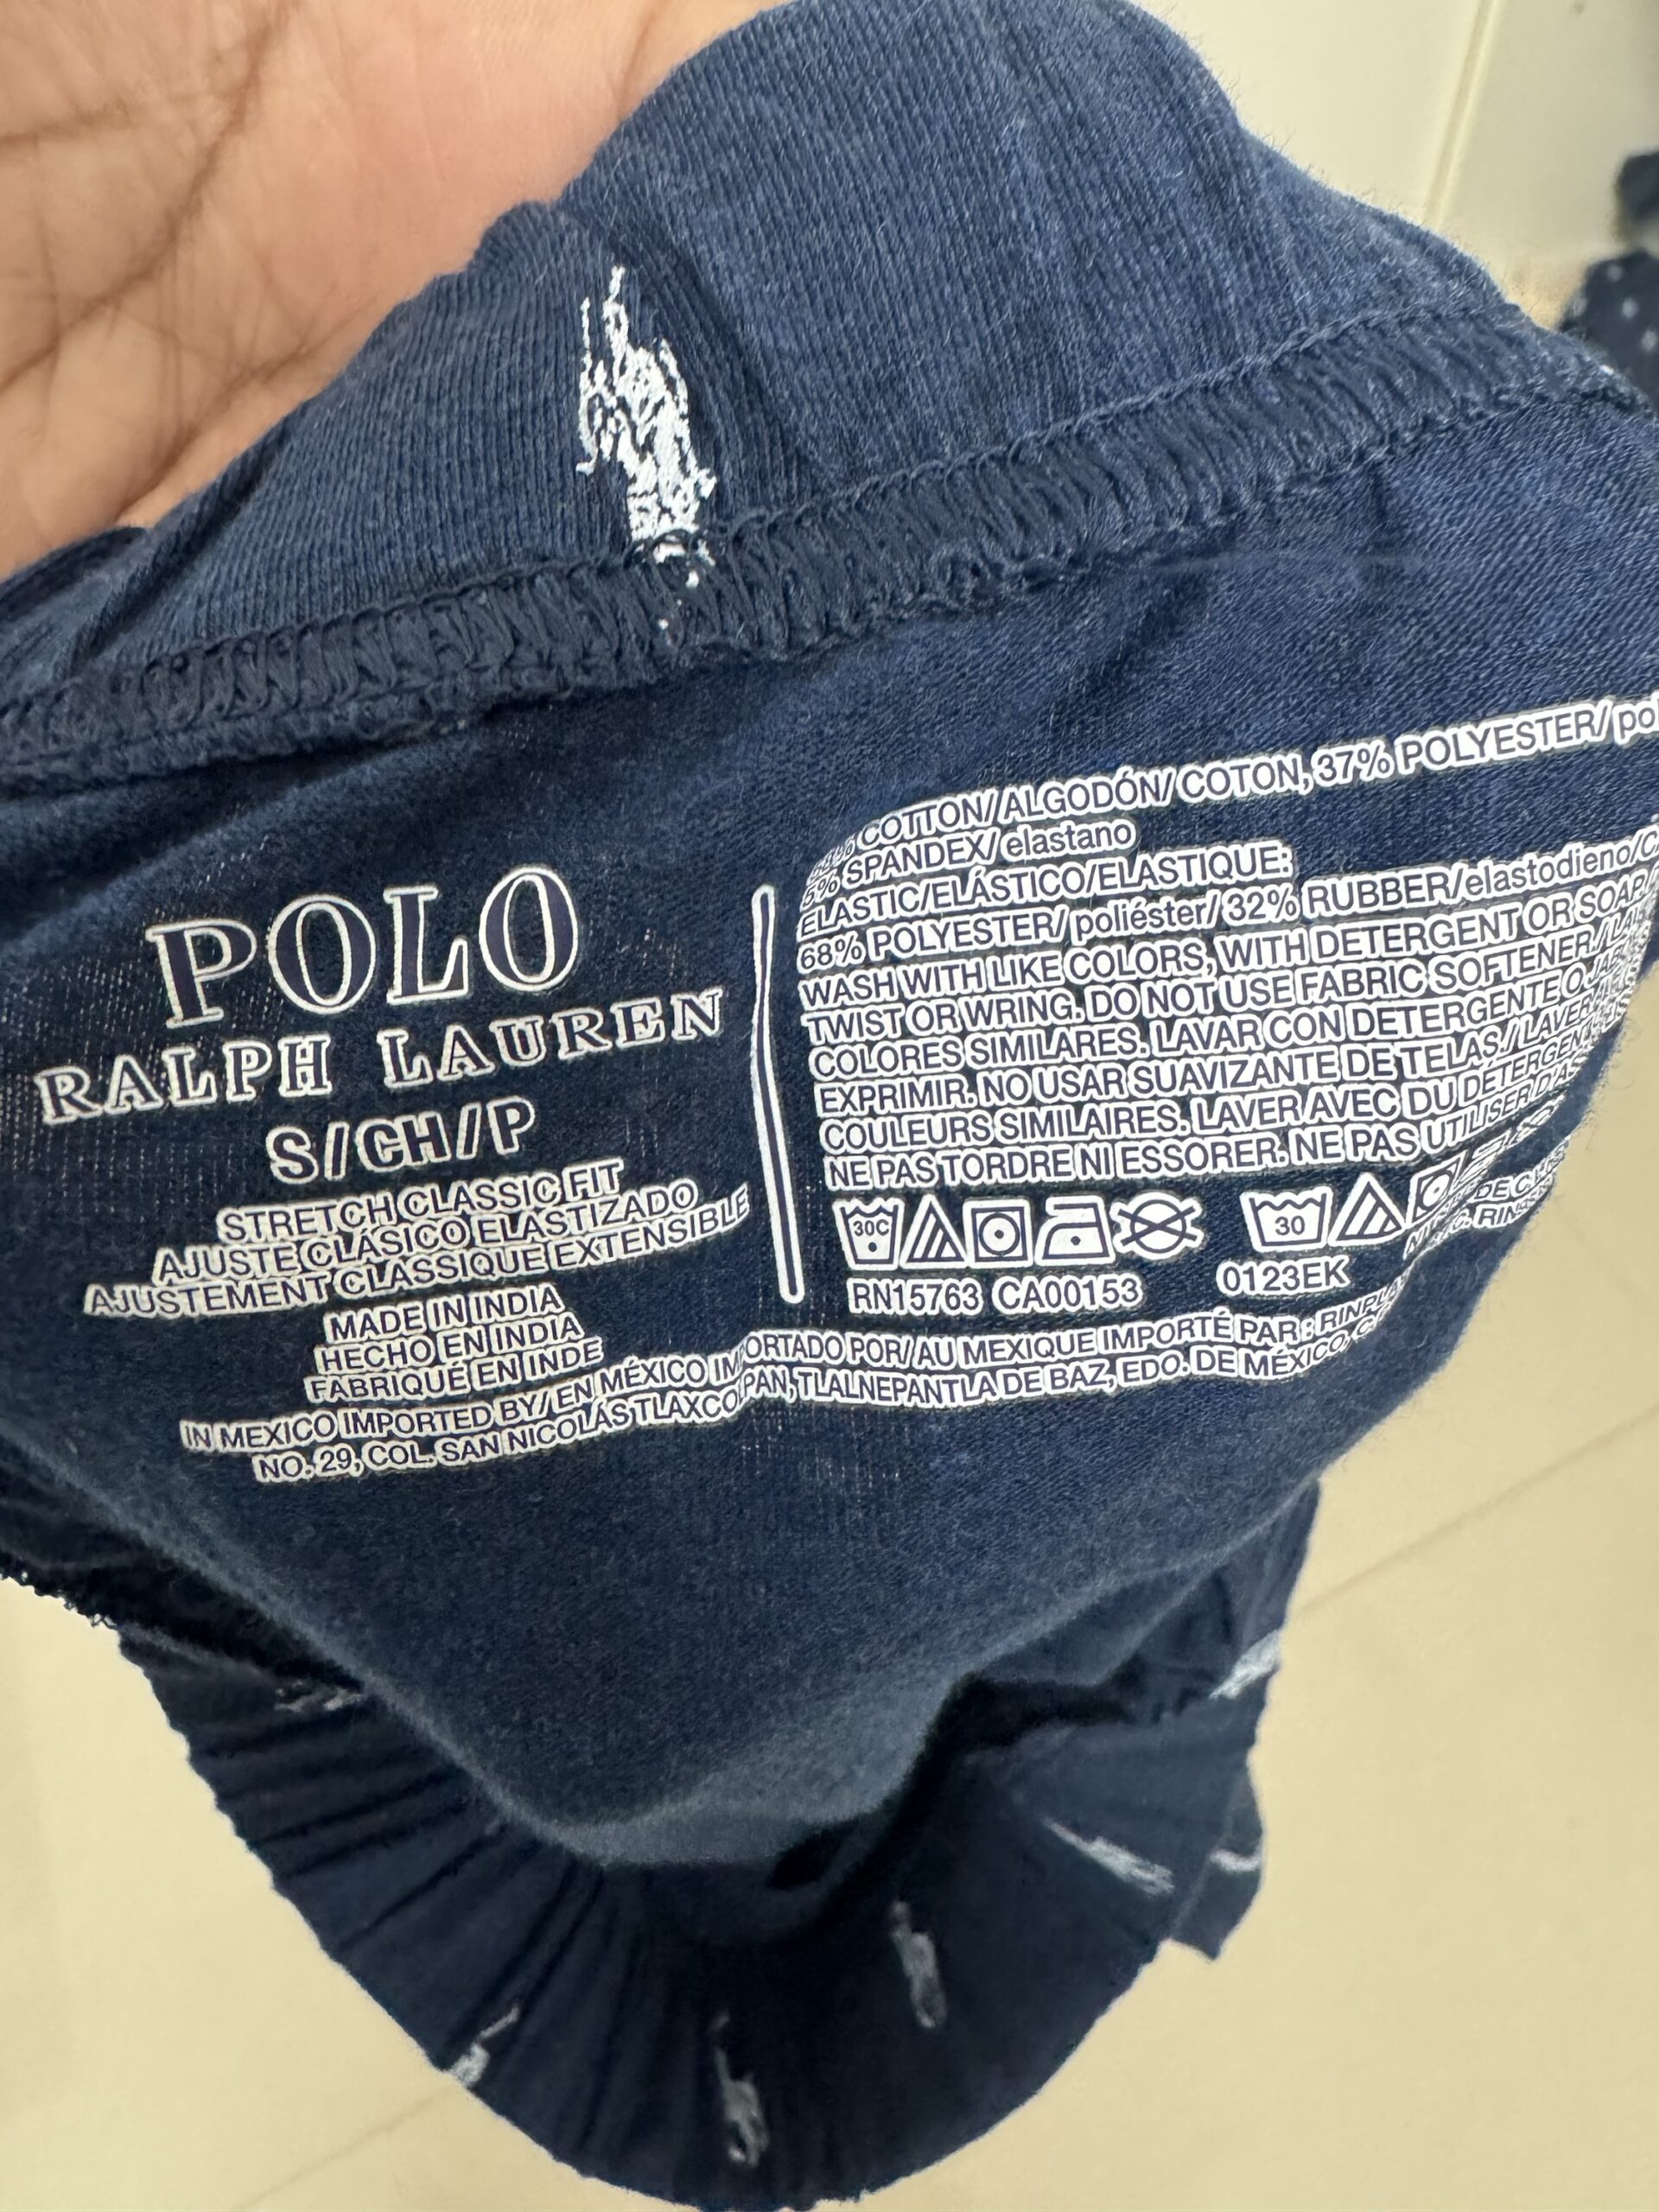 POLO
RALPH LAUREN
S/CH/P
STRETCH CLASSIC FIT
AJUSTE CLÁSICO ELASTIZADO
AJUSTEMENT CLASSIQUE EXTENSIBLE
MADE IN INDIA
HECHO EN INDIA
FABRIQUÉ EN INDE
COTTON/ ALGODÓN/ COTON, 37% POLYESTER/
5% SPANDEX/ elastano
ELASTIC/ELÁSTICO/ELASTIQUE:
68% POLYESTER/ poliéster/ 32% RUBBER/elastodieno/
WASH WITH LIKE COLORS, WITH DETERGENT OR SOAP.
TWIST OR WRING. DO NOT USE FABRIC SOFTENER./
COLORES SIMILARES. LAVAR CON DETERGENTE O
EXPRIMIR. NO USAR SUAVIZANTE DE TELAS./ LAVER
COULEURS SIMILAIRES. LAVER AVEC DU
NE PAS TORDRE NI ESSORER. NE PAS UTILISER
30C 30
RN15763 CA00153 0123EK
IN MEXICO IMPORTED BY/ EN MÉXICO IMPORTADO POR/ AU MEXIQUE IMPORTÉ PAR:
NO. 29, COL. SAN NICOLÁS TLAXCOLPAN, TLALNEPANTLA DE BAZ, EDO. DE MÉXICO,